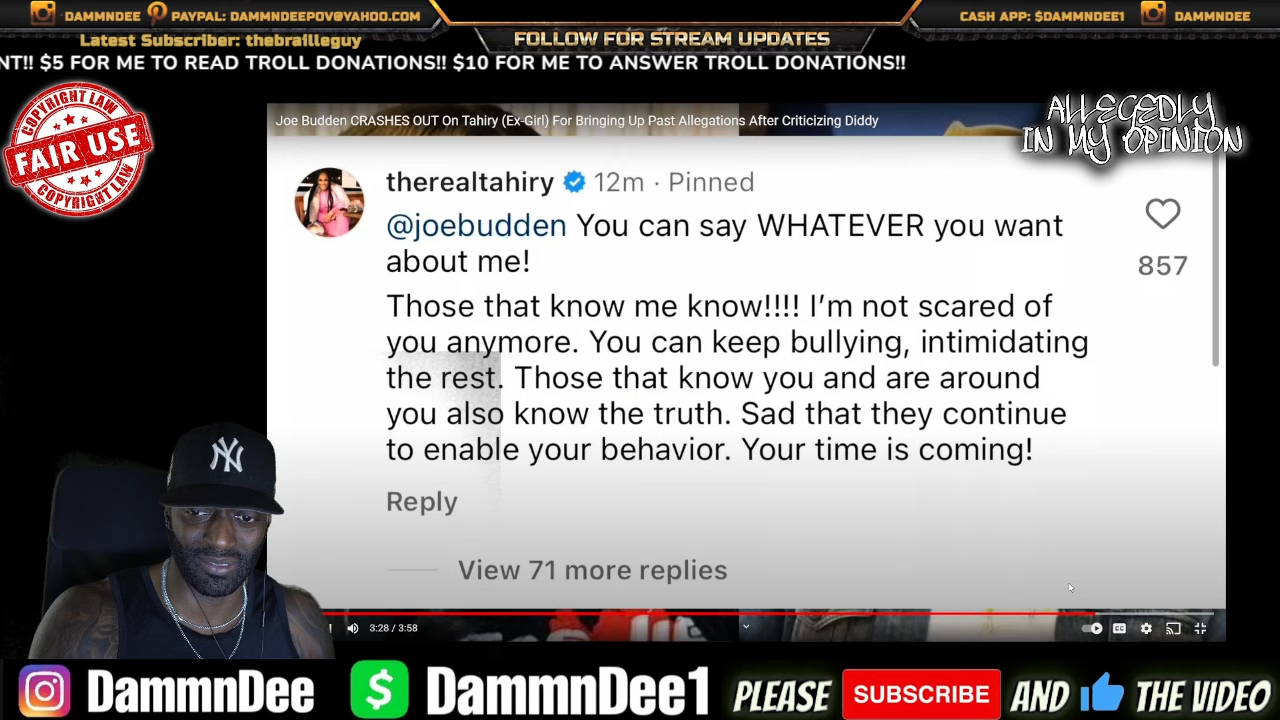 DAMMNDEE PAYPAL: DAMMNDEEPOV@YAHOO.COM
CASH APP: $DAMMNDEE1 DAMMNDEE
Latest Subscriber: thebrailleguy
FOLLOW FOR STREAM UPDATES
NT!! $5 FOR ME TO READ TROLL DONATIONS!! $10 FOR ME TO ANSWER TROLL DONATIONS!!
COPYRIGHT LAW
FAIR USE
COPYRIGHT LAW
ALLEGEDLY
IN MY OPINION
Joe Budden CRASHES OUT On Tahiry (Ex-Girl) For Bringing Up Past Allegations After Criticizing Diddy
therealtahiry 12m · Pinned
@joebudden You can say WHATEVER you want
about me!
857
Those that know me know!!!! I’m not scared of
you anymore. You can keep bullying, intimidating
the rest. Those that know you and are around
you also know the truth. Sad that they continue
to enable your behavior. Your time is coming!
Reply
View 71 more replies
NY
3:28 / 3:58
CC
DammnDee
$ DammnDee1
PLEASE SUBSCRIBE AND THE VIDEO